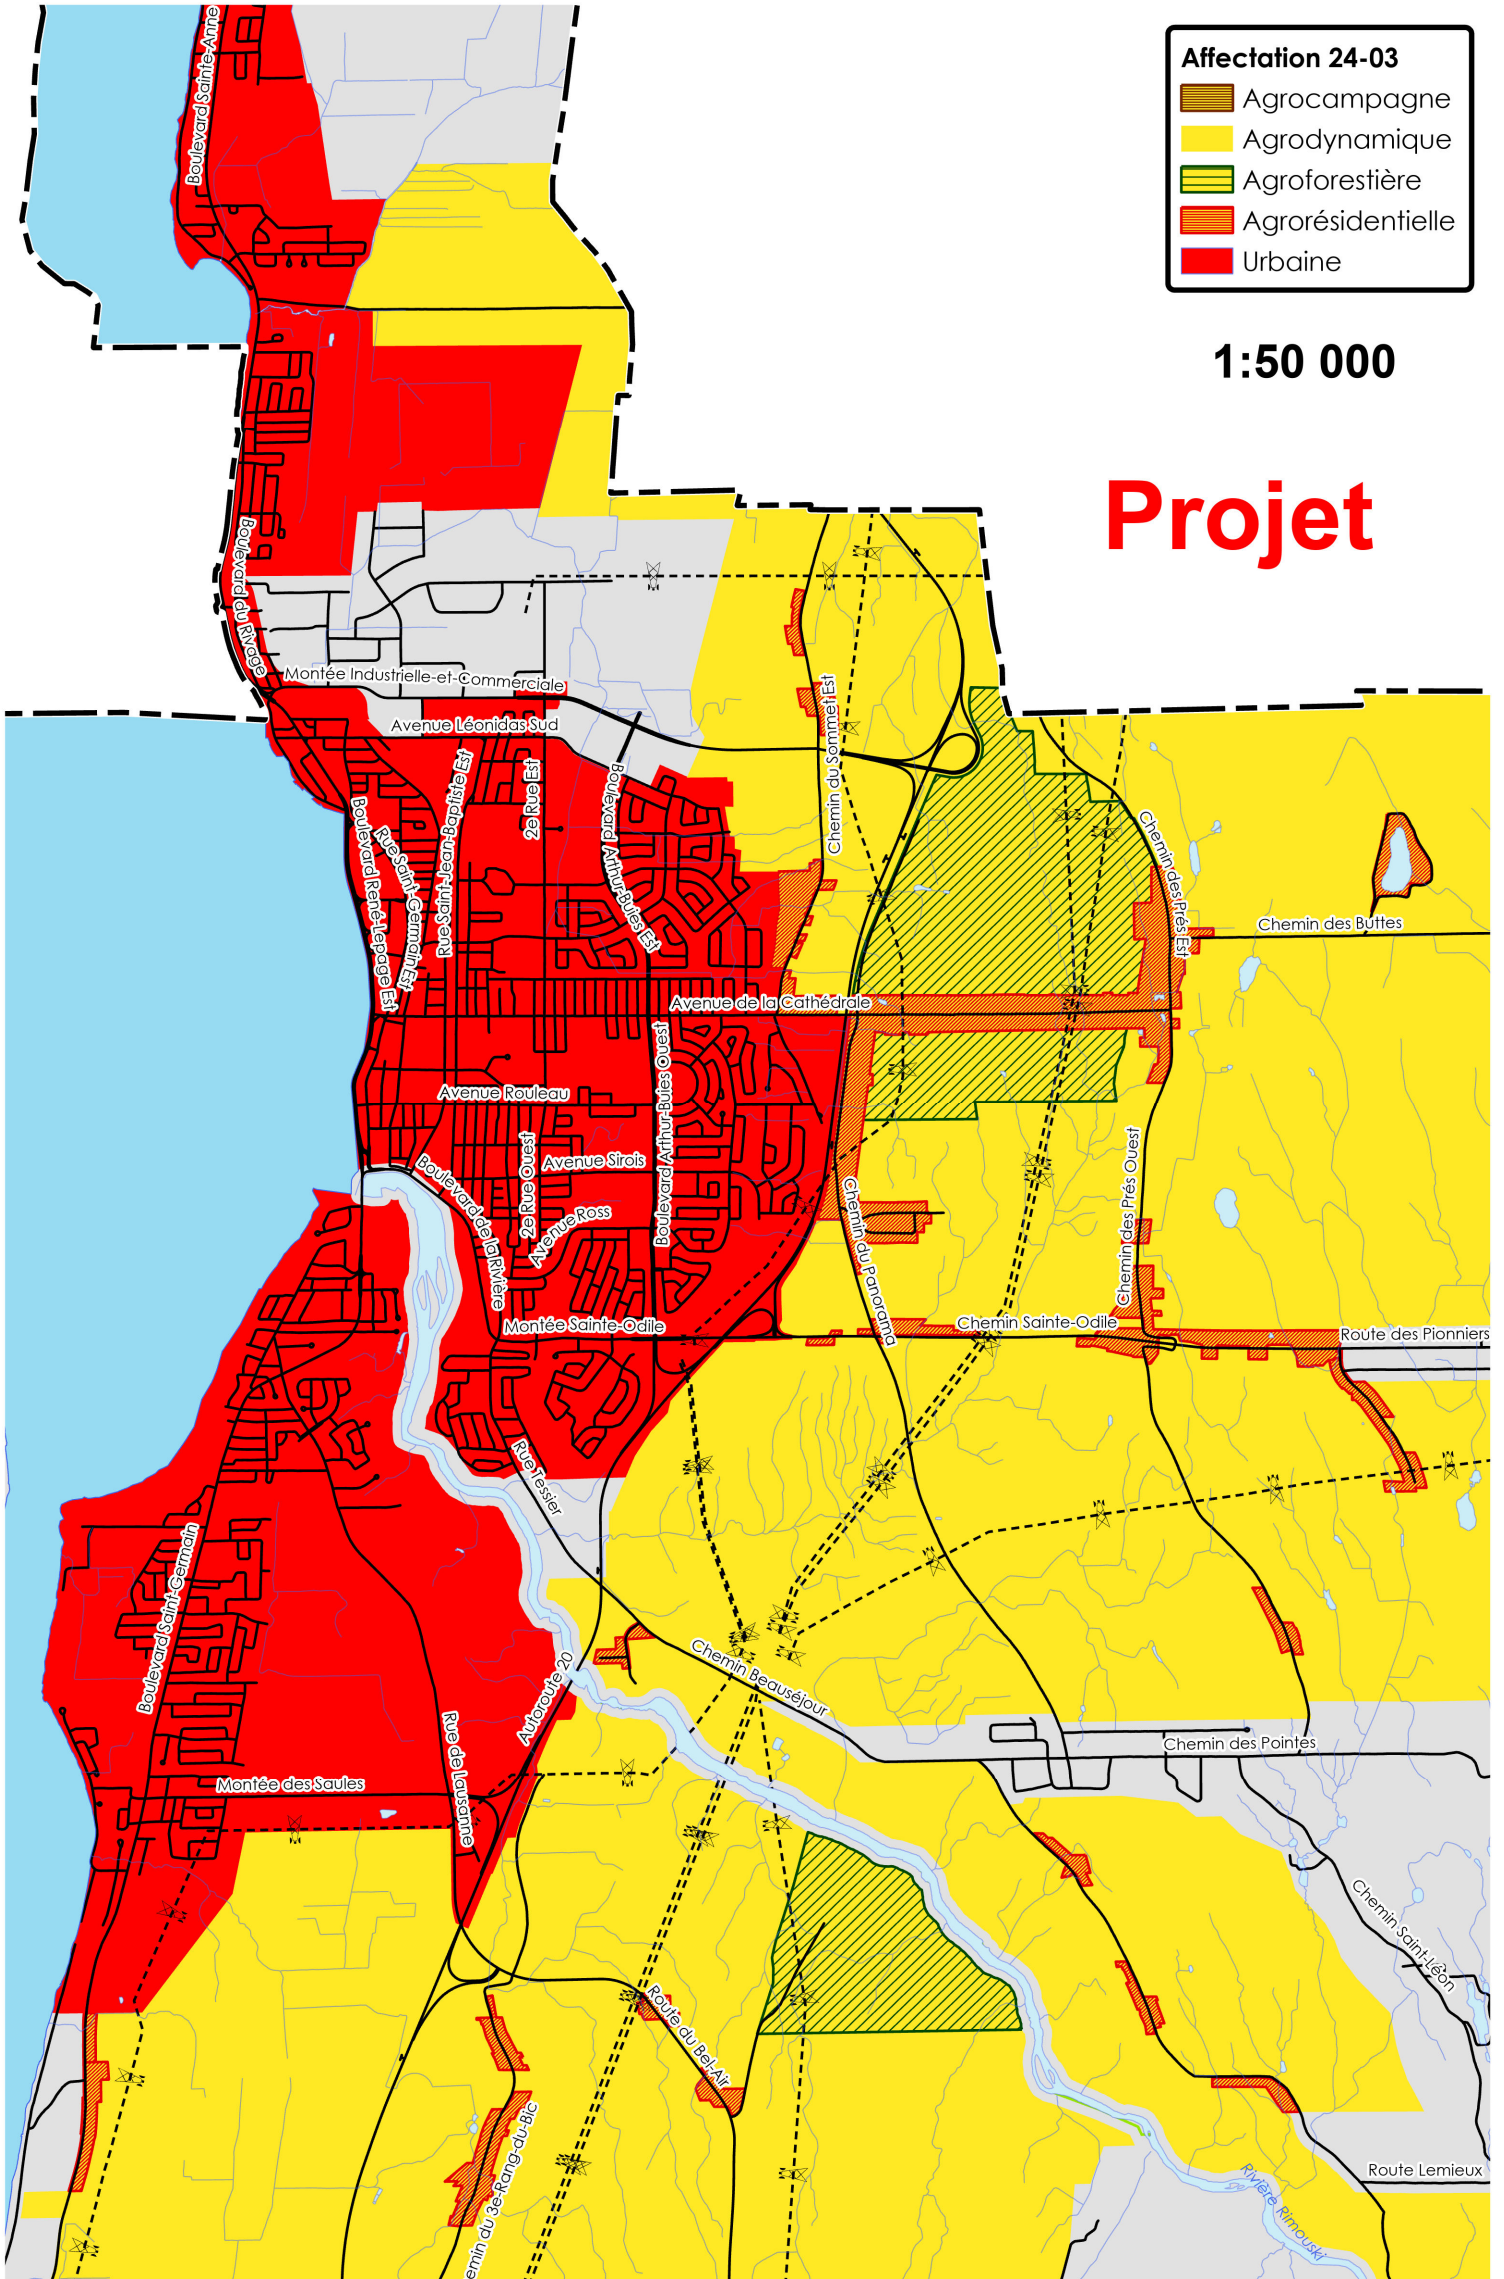 Affectation 24-03
Agrocampagne
Agrodynamique
Agroforestière
Agrorésidentielle
Urbaine
1:50 000
Projet
Boulevard Sainte-Anne
Boulevard du Rivage
Montée Industrielle-et-Commerciale
Avenue Léonidas Sud
Chemin du Sommet Est
2e Rue Est
Rue Saint-Jean-Baptiste Est
Boulevard Arthur-Buies Est
Boulevard René-Lepage Est
Rue Saint-Germain Est
Chemin des Prés Est
Chemin des Buttes
Avenue de la Cathédrale
Boulevard Arthur-Buies Ouest
Avenue Rouleau
2e Rue Ouest
Avenue Sirois
Boulevard de la Rivière
Avenue Ross
Chemin du Panorama
Chemin des Prés Ouest
Montée Sainte-Odile
Chemin Sainte-Odile
Route des Pionniers
Rue Tessier
Boulevard Saint-Germain
Autoroute 20
Chemin Beauséjour
Rue de Lausanne
Chemin des Pointes
Montée des Saules
Chemin Saint-Léon
Route du Bel-Air
emin du 3e-Rang-du-Bic
Route Lemieux
Rivière Rimouski